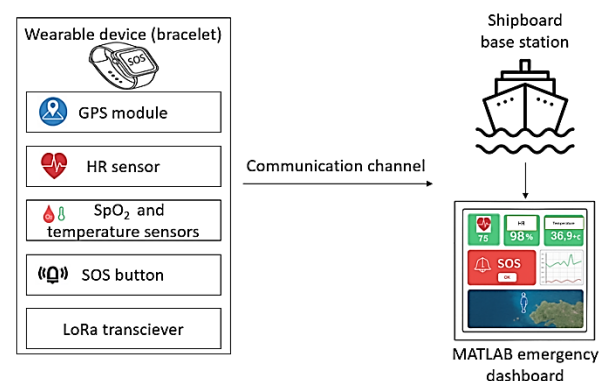 Wearable device (bracelet)
SOS
GPS module
HR sensor
SpO₂ and
temperature sensors
SOS button
LoRa transciever
Communication channel
Shipboard
base station
75
HR
98%
Temperature
36,9°C
SOS
OK
MATLAB emergency
dashboard